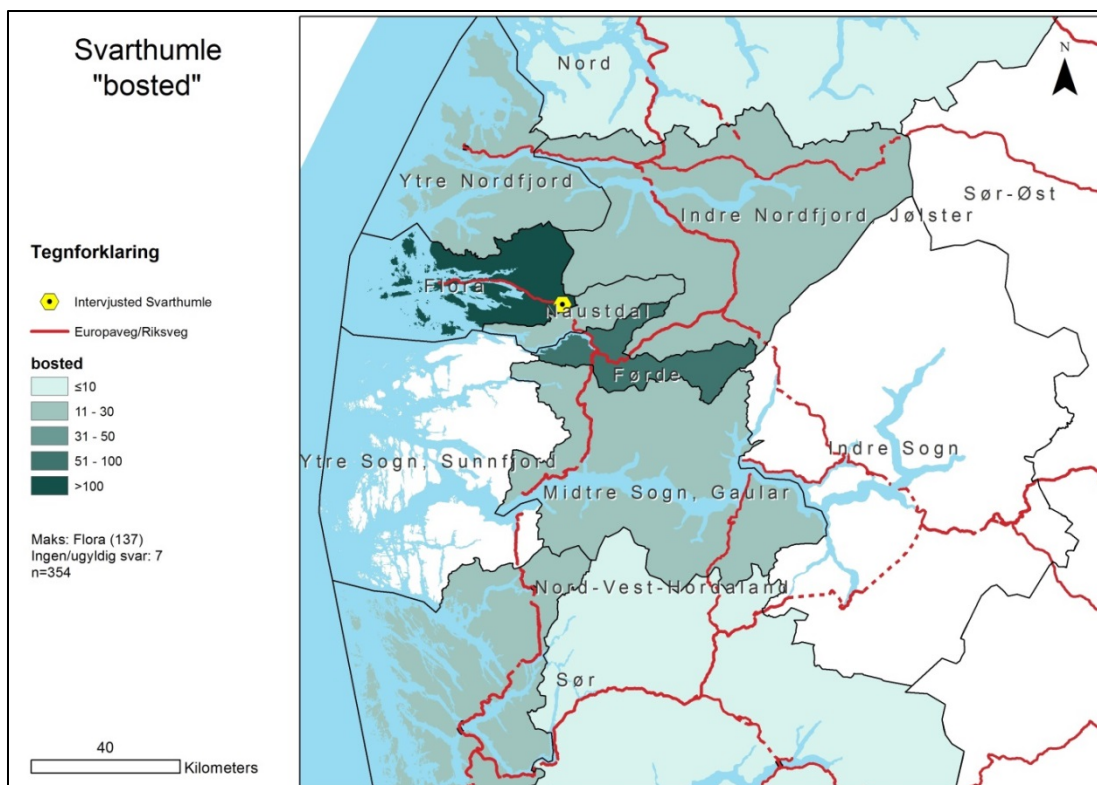 Svarthumle
"bosted"
Tegnforklaring
Intervjusted Svarthumle
Europaveg/Riksveg
bosted
≤10
11 - 30
31 - 50
51 - 100
>100
Maks: Flora (137)
Ingen/ugyldig svar: 7
n=354
40
Kilometers
N
Nord
Ytre Nordfjord
Sør-Øst
Indre Nordfjord, Jølster
Flora
Naustdal
Førde
Indre Sogn
Ytre Sogn, Sunnfjord
Midtre Sogn, Gaular
Nord-Vest-Hordaland
Sør